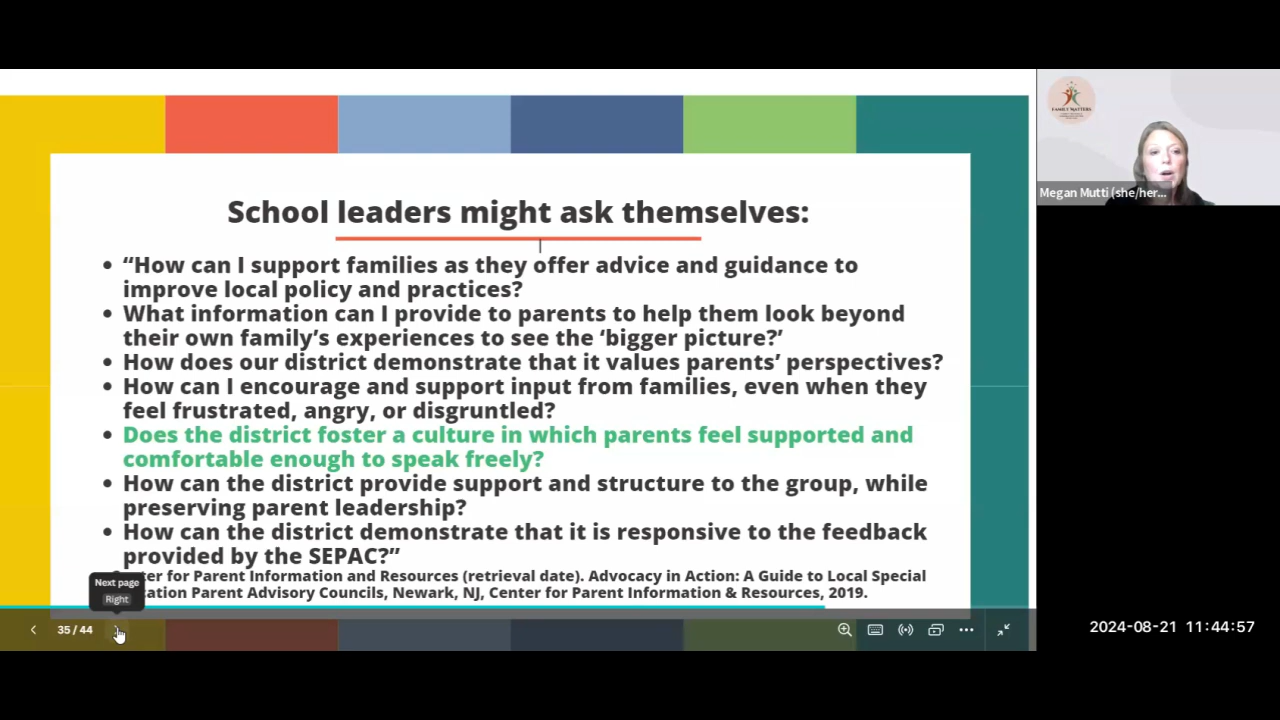 School leaders might ask themselves:
• “How can I support families as they offer advice and guidance to
improve local policy and practices?
• What information can I provide to parents to help them look beyond
their own family’s experiences to see the ‘bigger picture?’
• How does our district demonstrate that it values parents’ perspectives?
• How can I encourage and support input from families, even when they
feel frustrated, angry, or disgruntled?
• Does the district foster a culture in which parents feel supported and
comfortable enough to speak freely?
• How can the district provide support and structure to the group, while
preserving parent leadership?
• How can the district demonstrate that it is responsive to the feedback
provided by the SEPAC?”
for Parent Information and Resources (retrieval date). Advocacy in Action: A Guide to Local Special
Parent Advisory Councils, Newark, NJ, Center for Parent Information & Resources, 2019.
Next page
Right
35 / 44
FAMILY MATTERS
Megan Mutti (she/her...
2024-08-21 11:44:57